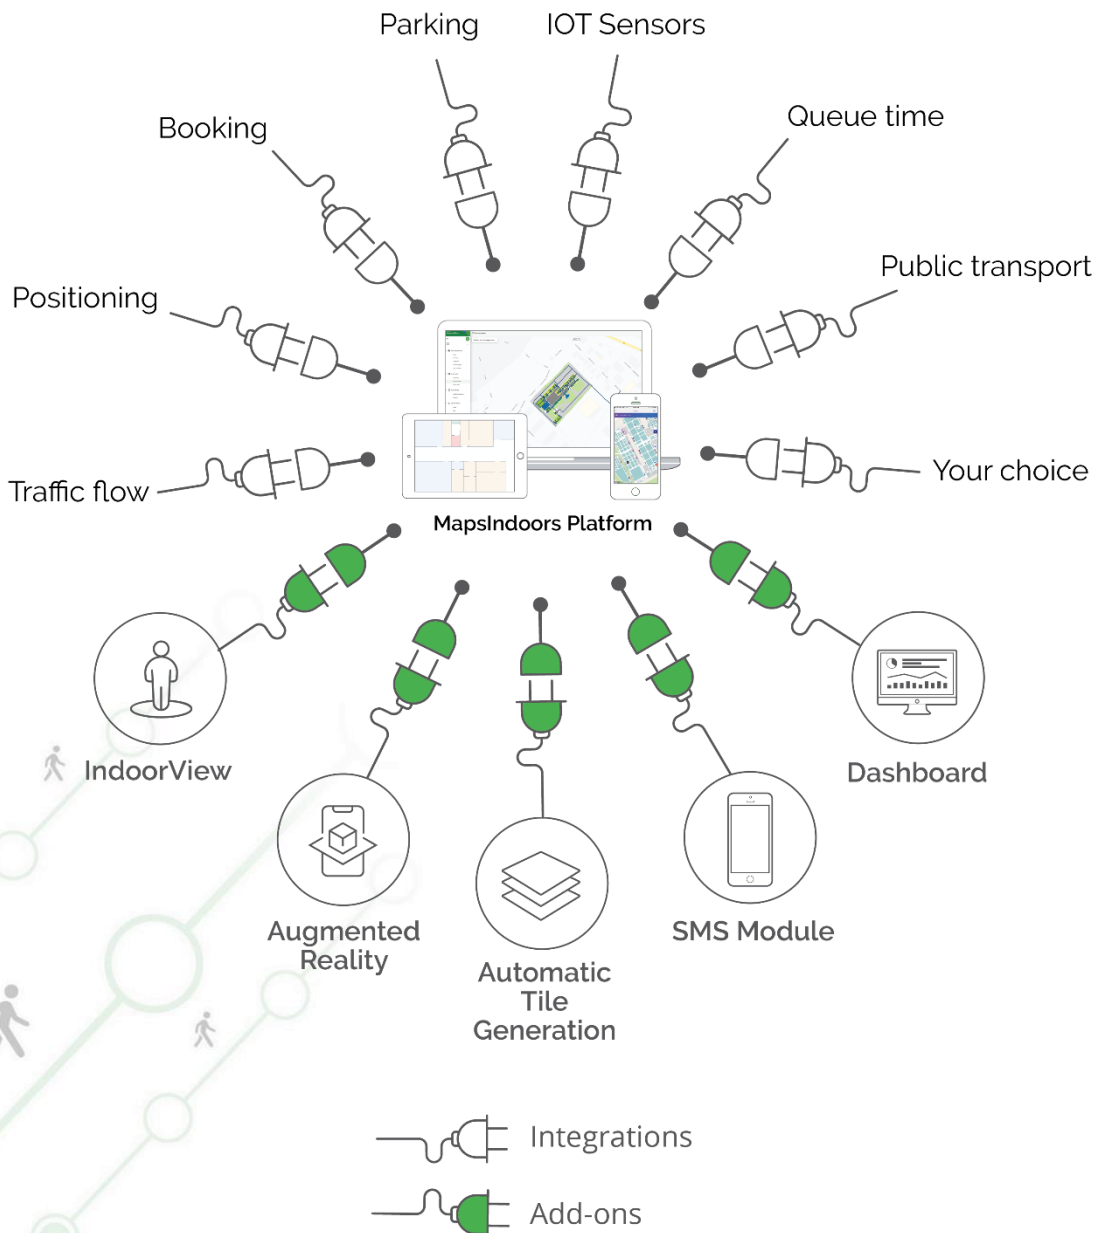 Parking
IOT Sensors
Booking
Queue time
Positioning
Public transport
Traffic flow
Your choice
MapsIndoors Platform
IndoorView
Dashboard
Augmented
Reality
SMS Module
Automatic
Tile
Generation
Integrations
Add-ons